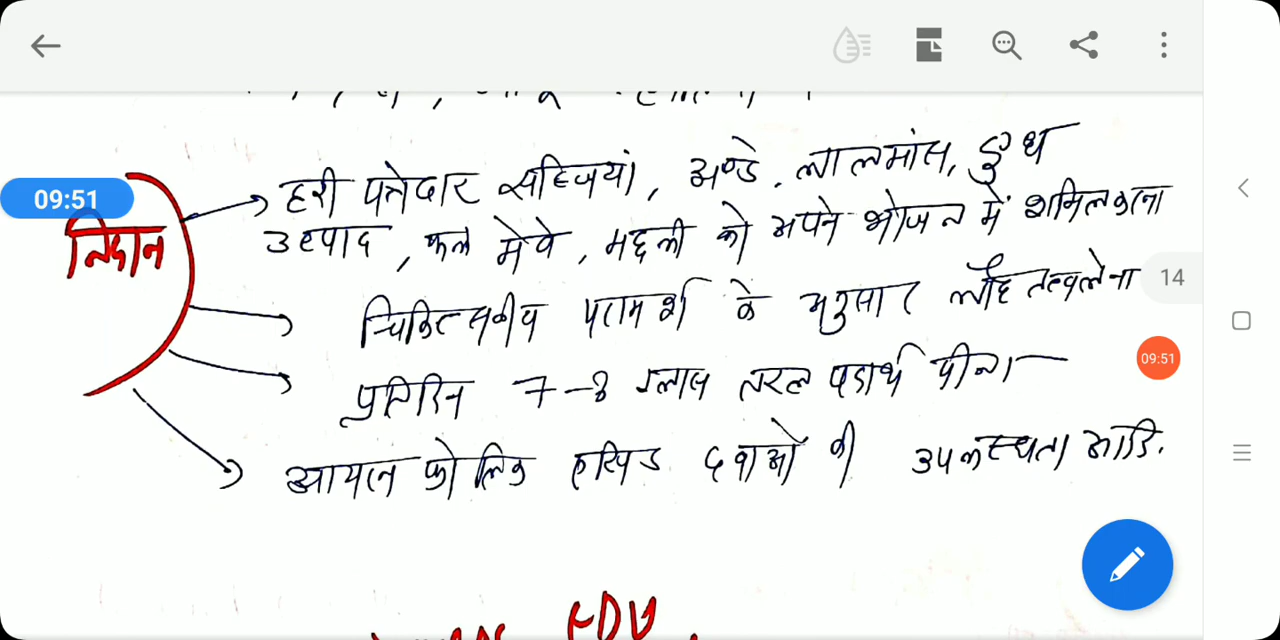 09:51
निदान
हरी पत्तेदार सब्जियां, अण्डे, लालमांस, दुध
उत्पाद, फल मेवे, मछली को अपने भोजन में शामिल करना
14
चिकित्सकीय परामर्श के अनुसार लौह तत्व लेना
09:51
प्रतिदिन 7-8 ग्लास तरल पदार्थ पीना
आयरन फोलिक एसिड दवाओं की उपलब्धता आदि.